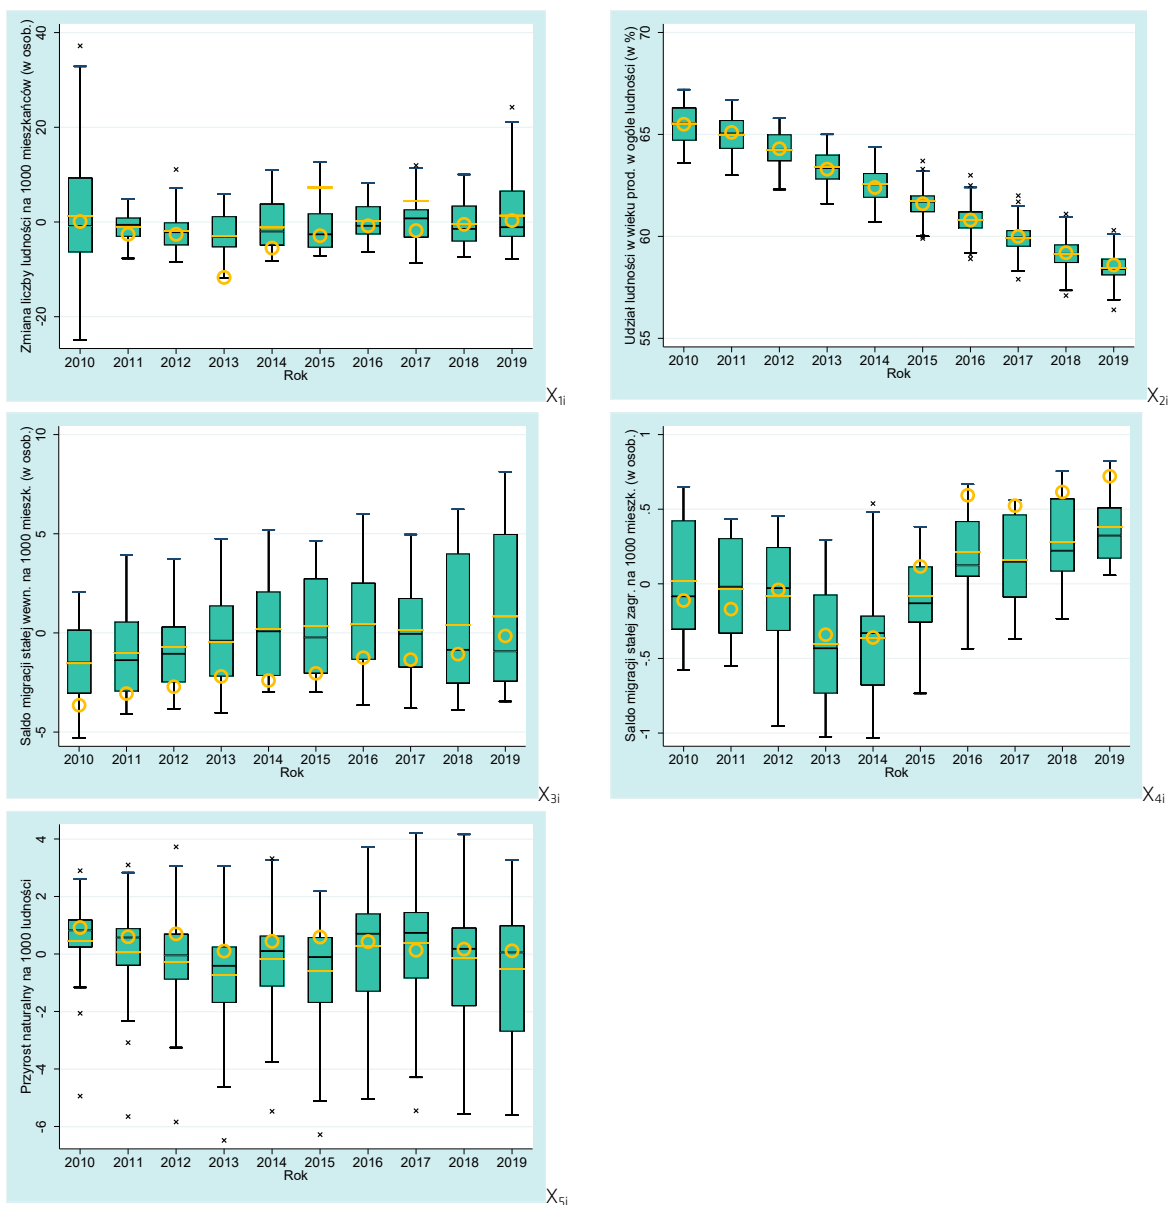 Zmiana liczby ludności na 1000 mieszkańców (w osob.)
40
20
0
-20
2010 2011 2012 2013 2014 2015 2016 2017 2018 2019
Rok
X1i
Udział ludności w wieku prod. w ogóle ludności (w %)
70
65
60
55
2010 2011 2012 2013 2014 2015 2016 2017 2018 2019
Rok
X2i
Saldo migracji stałej wewn. na 1000 mieszk. (w osob.)
10
5
0
-5
2010 2011 2012 2013 2014 2015 2016 2017 2018 2019
Rok
X3i
Saldo migracji stałej zagr. na 1000 mieszk. (w osob.)
1
.5
0
-.5
-1
2010 2011 2012 2013 2014 2015 2016 2017 2018 2019
Rok
X4i
Przyrost naturalny na 1000 ludności
4
2
0
-2
-4
-6
2010 2011 2012 2013 2014 2015 2016 2017 2018 2019
Rok
X5i